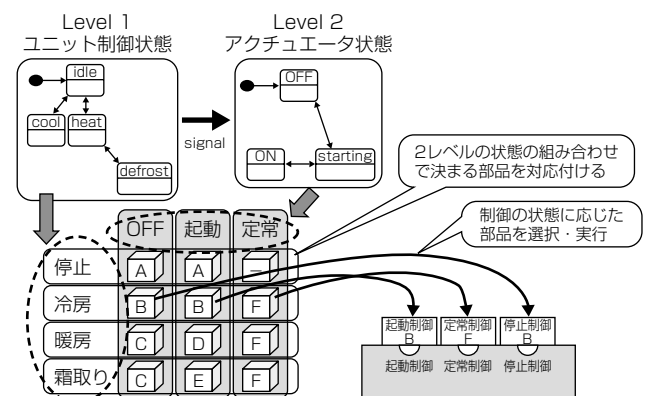 Level 1
ユニット制御状態
Level 2
アクチュエータ状態
idle
cool
heat
defrost
signal
OFF
ON
starting
2レベルの状態の組み合わせ
で決まる部品を対応付ける
制御の状態に応じた
部品を選択・実行
OFF 起動 定常
停止 A A −
冷房 B B F
暖房 C D F
霜取り C E F
起動制御 定常制御 停止制御
B F B
起動制御 定常制御 停止制御